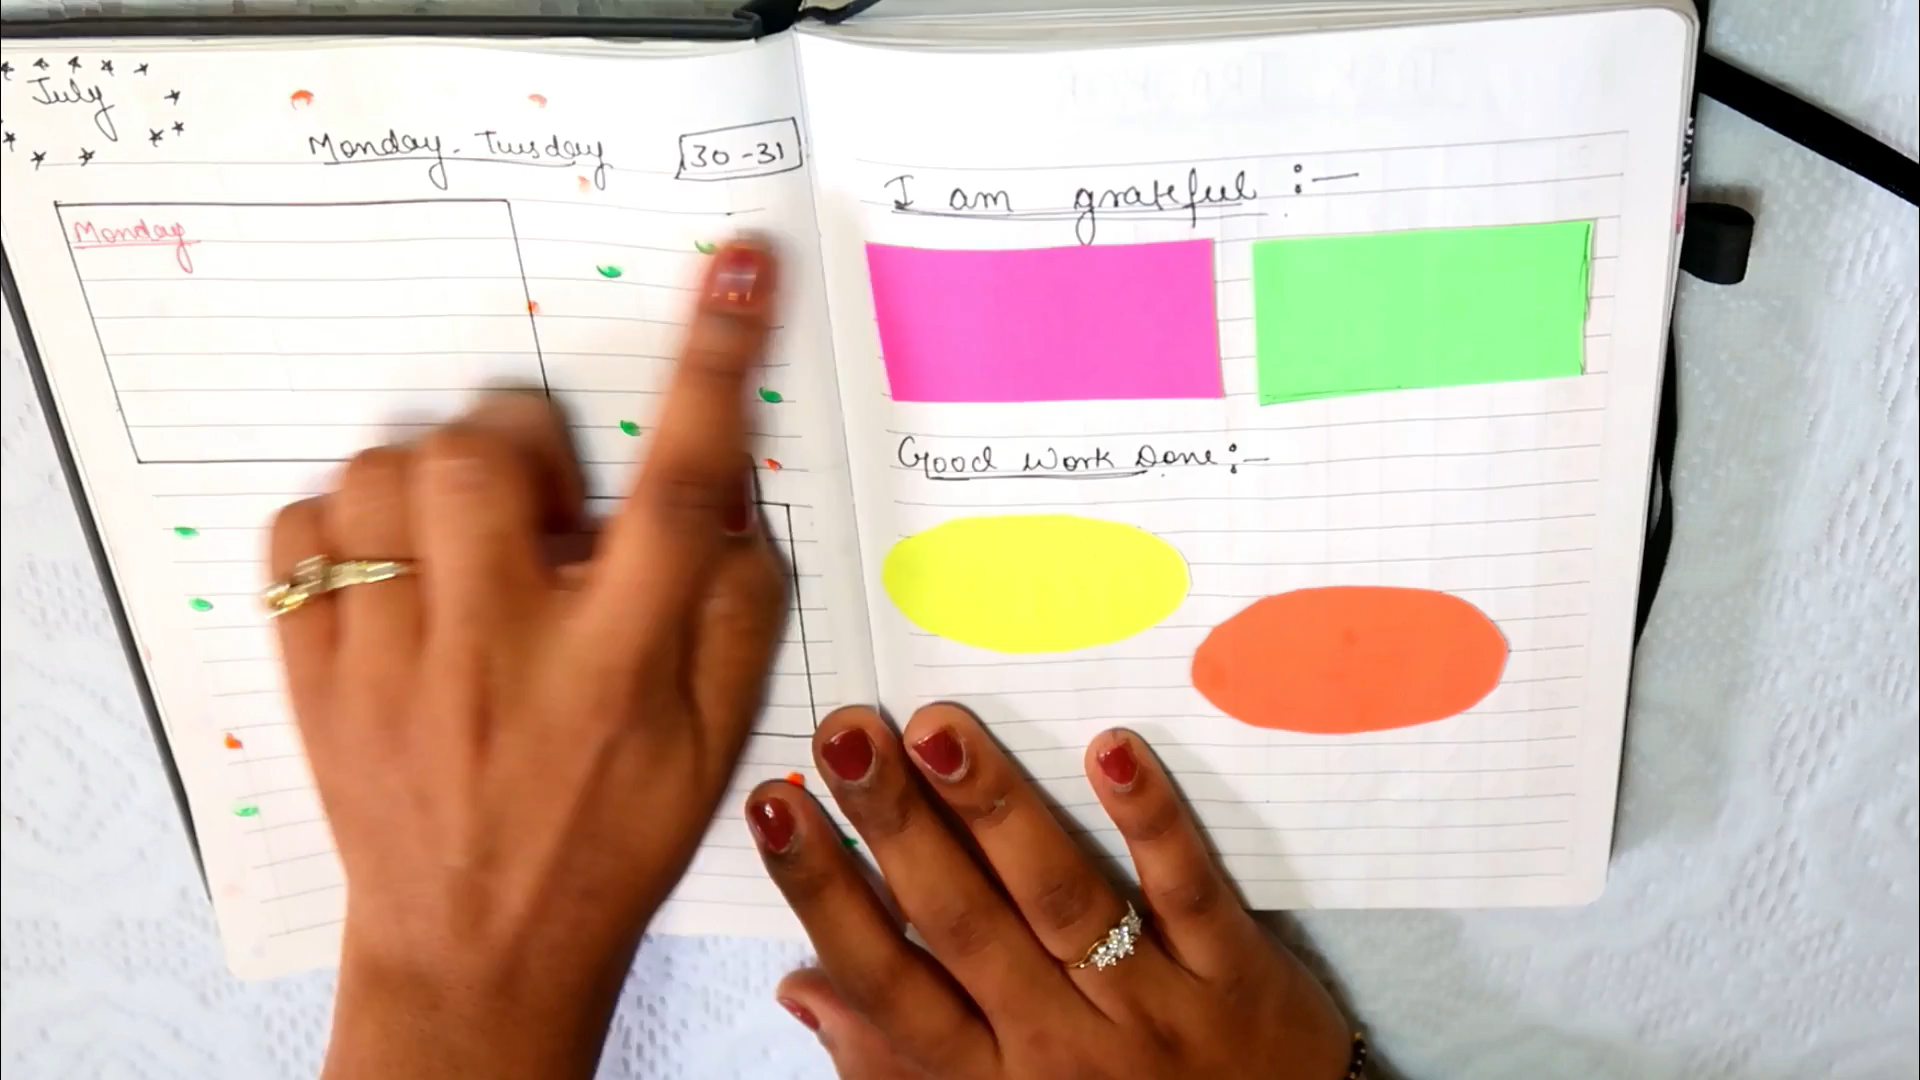 July
Monday - Tuesday
30-31
Monday
I am grateful :-
Good Work Done :-